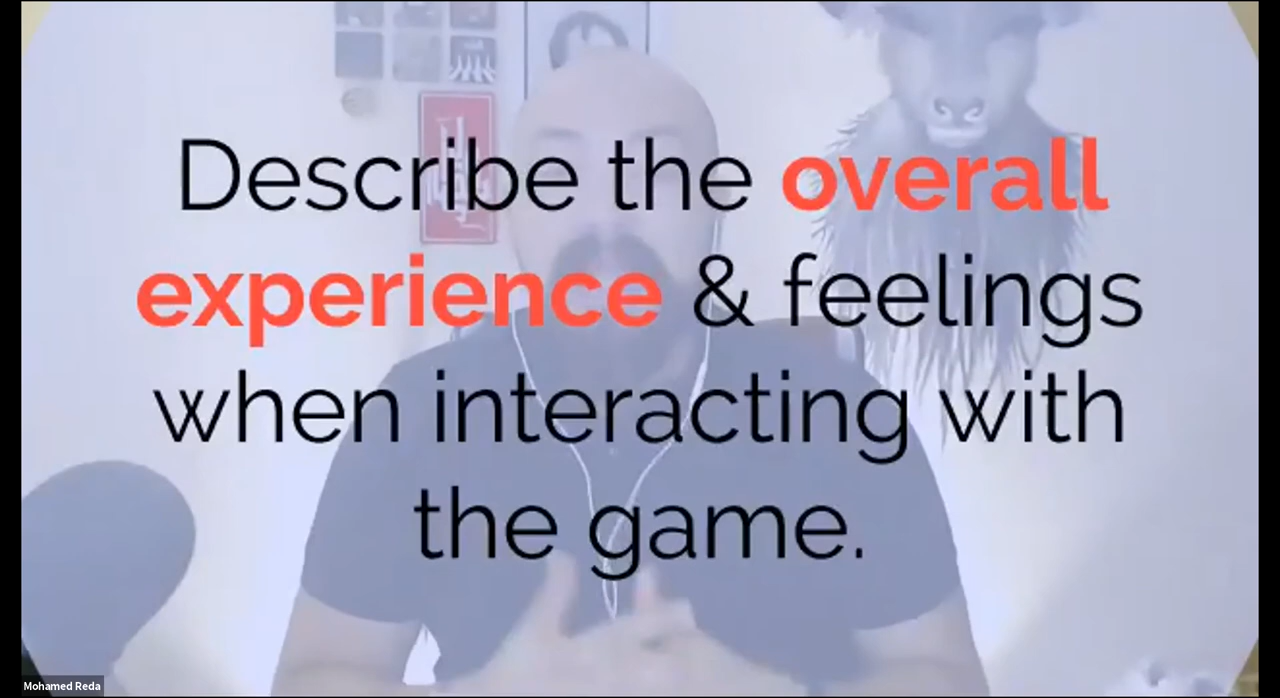 Describe the overall
experience & feelings
when interacting with
the game.
Mohamed Reda